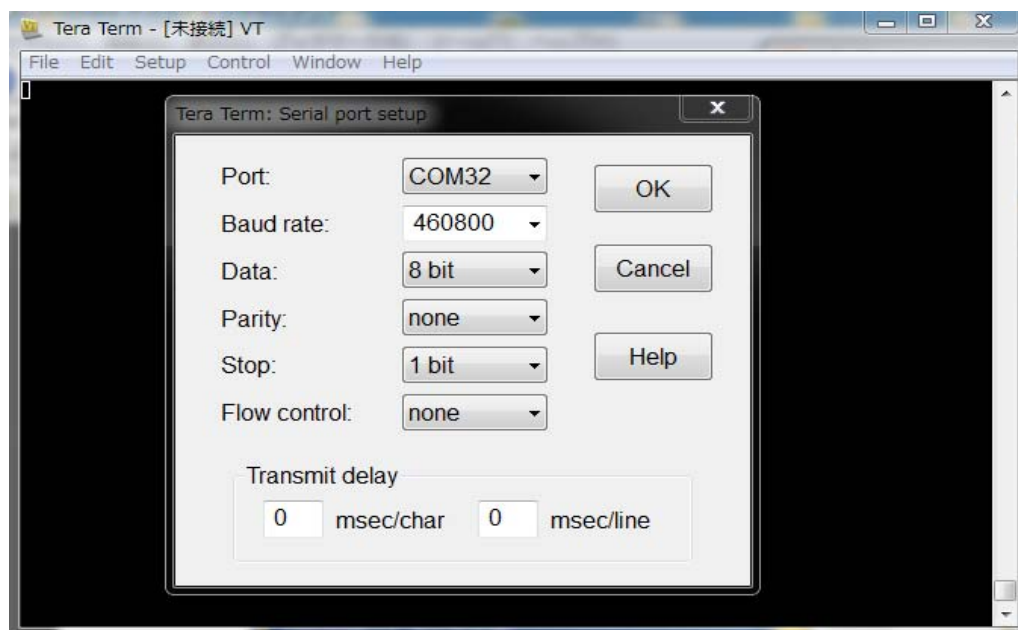 Tera Term - [未接続] VT
File Edit Setup Control Window Help
Tera Term: Serial port setup
Port: COM32
OK
Baud rate: 460800
Data: 8 bit
Cancel
Parity: none
Stop: 1 bit
Help
Flow control: none
Transmit delay
0 msec/char 0 msec/line